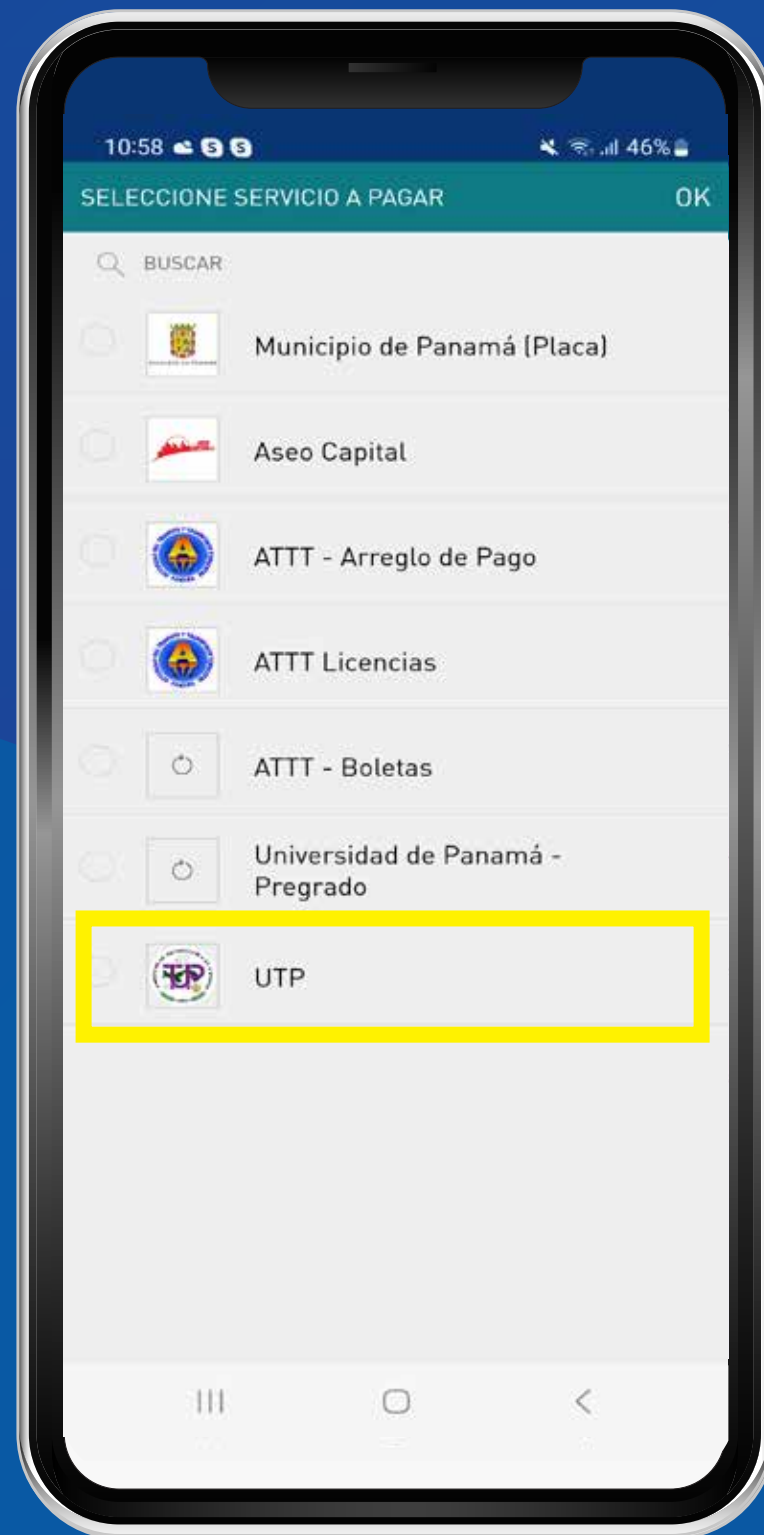 10:58
46%
SELECCIONE SERVICIO A PAGAR
OK
BUSCAR
Municipio de Panamá (Placa)
Aseo Capital
ATTT - Arreglo de Pago
ATTT Licencias
ATTT - Boletas
Universidad de Panamá -
Pregrado
UTP